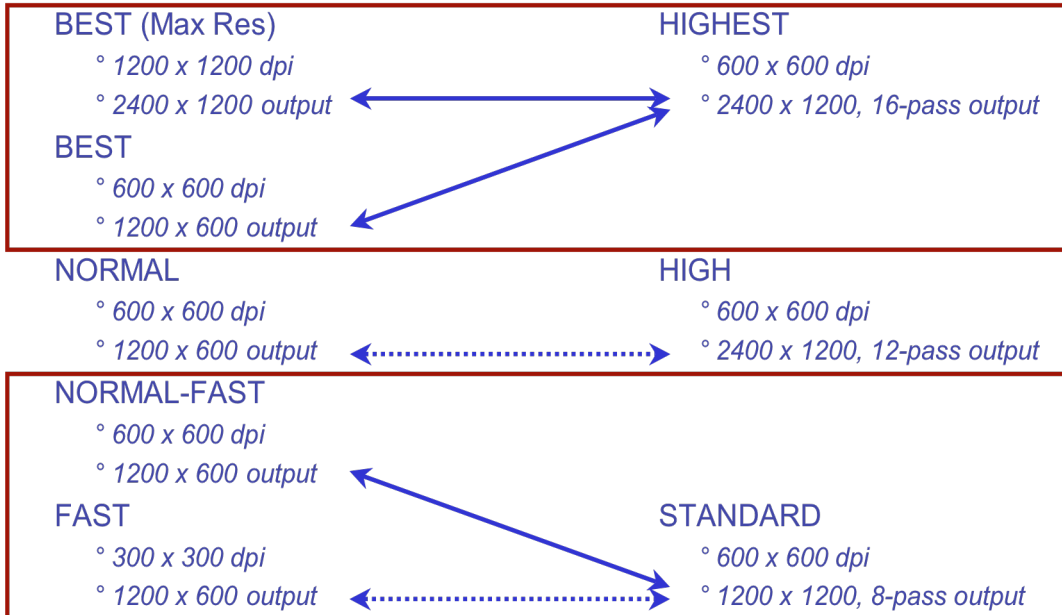 BEST (Max Res)
° 1200 x 1200 dpi
° 2400 x 1200 output
BEST
° 600 x 600 dpi
° 1200 x 600 output
HIGHEST
° 600 x 600 dpi
° 2400 x 1200, 16-pass output
NORMAL
° 600 x 600 dpi
° 1200 x 600 output
HIGH
° 600 x 600 dpi
° 2400 x 1200, 12-pass output
NORMAL-FAST
° 600 x 600 dpi
° 1200 x 600 output
FAST
° 300 x 300 dpi
° 1200 x 600 output
STANDARD
° 600 x 600 dpi
° 1200 x 1200, 8-pass output